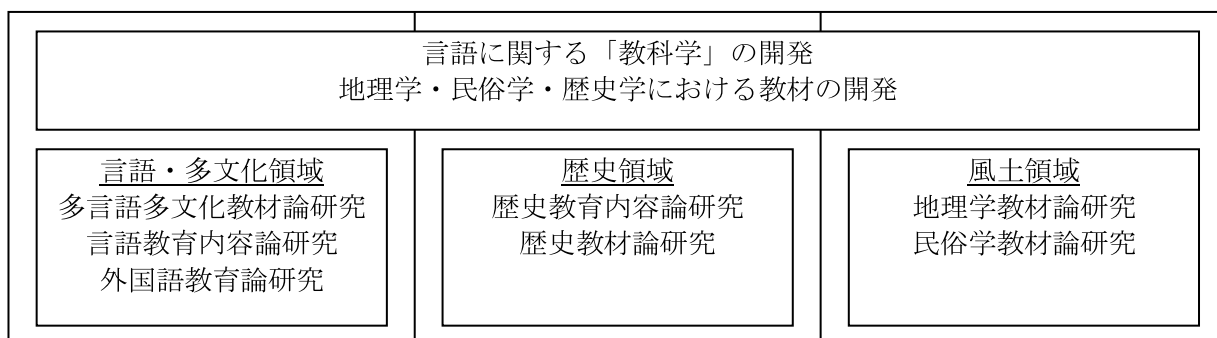 言語に関する「教科学」の開発
地理学・民俗学・歴史学における教材の開発
言語・多文化領域
多言語多文化教材論研究
言語教育内容論研究
外国語教育論研究
歴史領域
歴史教育内容論研究
歴史教材論研究
風土領域
地理学教材論研究
民俗学教材論研究